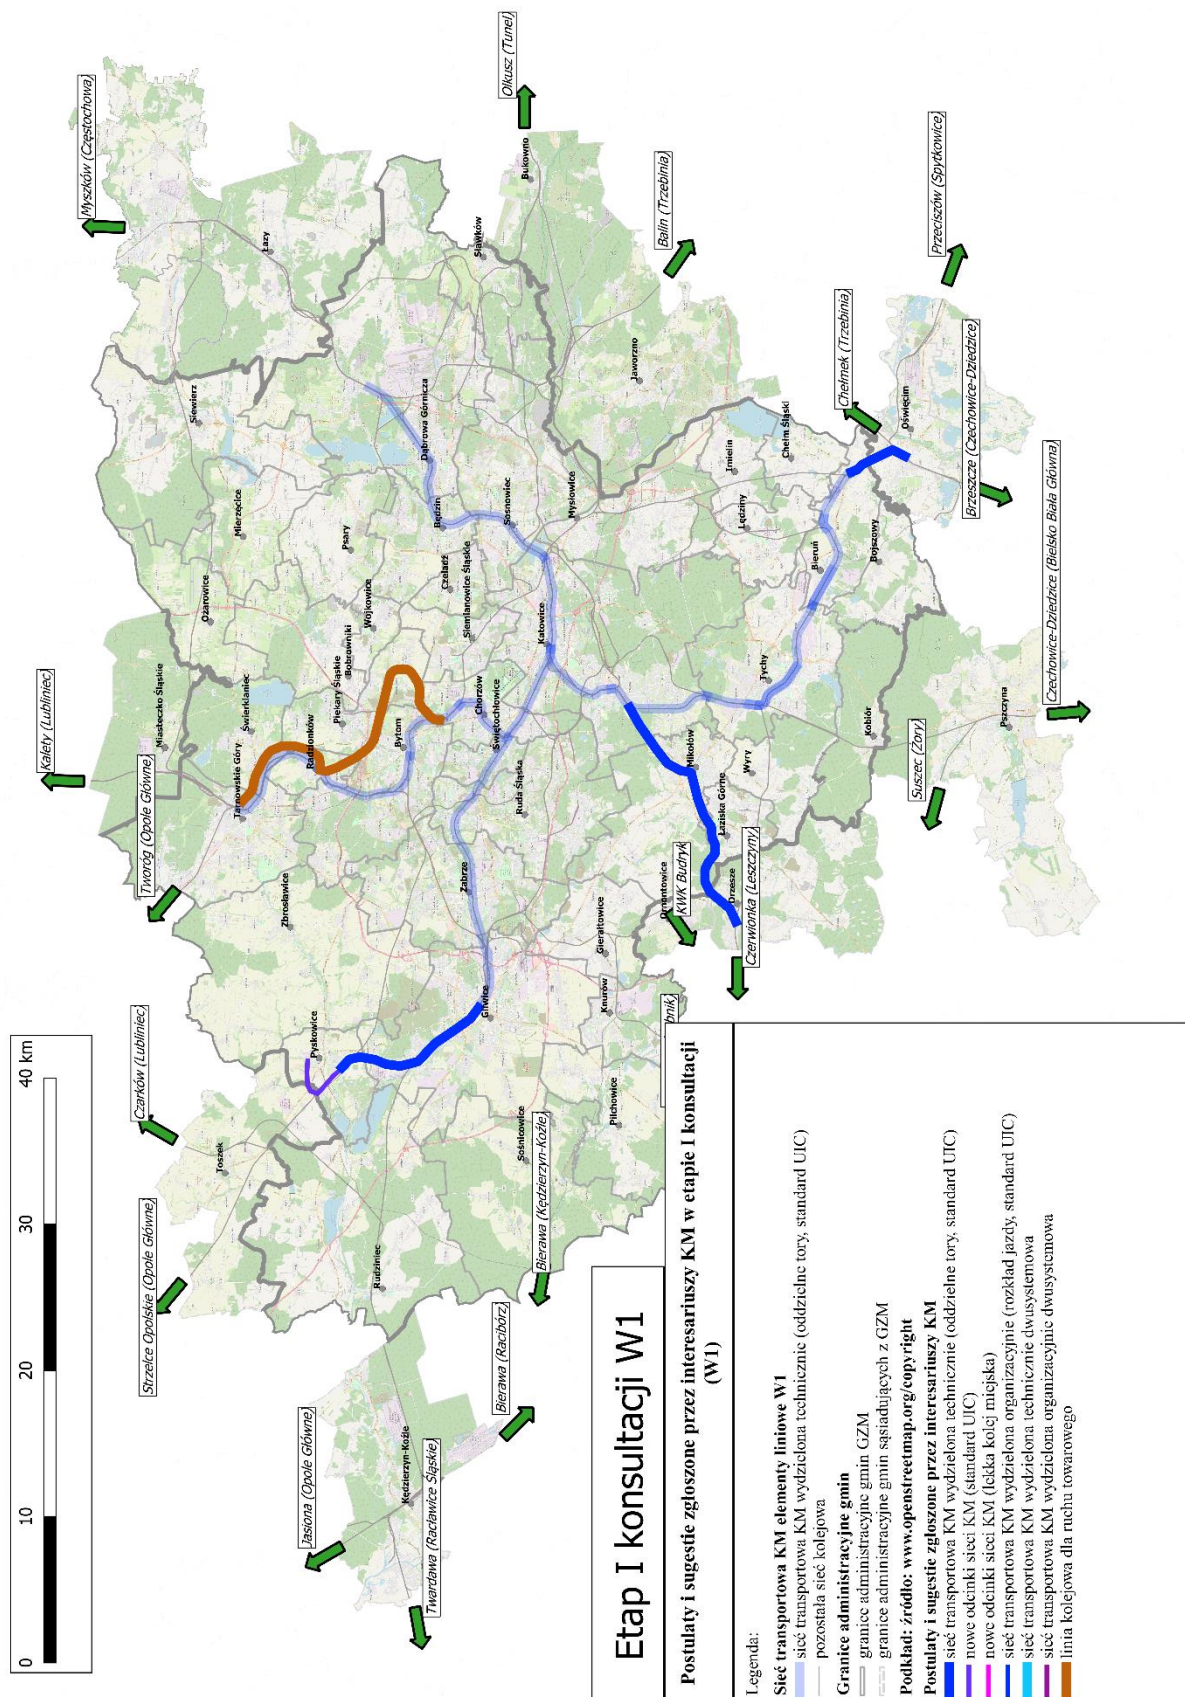 0
10
20
30
40 km
Myszków (Częstochowa)
Olkusz (Tunel)
Balin (Trzebinia)
Przeciszów (Spytkowice)
Chełmek (Trzebinia)
Brzeszcze (Czechowice-Dziedzice)
Czechowice-Dziedzice (Bielsko Biała Główna)
Suszec (Żory)
Kalety (Lubliniec)
Tworóg (Opole Główne)
Czarków (Lubliniec)
Strzelce Opolskie (Opole Główne)
Jasiona (Opole Główne)
Twardawa (Racławice Śląskie)
Bierawa (Racibórz)
Bierawa (Kędzierzyn-Koźle)
KWK Budryk
Czerwionka (Leszczyny)
Łazy
Bukowno
Sławków
Siewierz
Dąbrowa Górnicza
Jaworzno
Mierzęcice
Psary
Będzin
Sosnowiec
Mysłowice
Imielin
Chełm Śląski
Oświęcim
Lędziny
Ożarowice
Wojkowice
Czeladź
Siemianowice Śląskie
Bobrowniki
Piekary Śląskie
Katowice
Bieruń
Bojszowy
Miasteczko Śląskie
Świerklaniec
Radzionków
Tarnowskie Góry
Bytom
Chorzów
Świętochłowice
Ruda Śląska
Tychy
Kobiór
Pszczyna
Mikołów
Wyry
Łaziska Górne
Orzesze
Ornontowice
Zbrosławice
Zabrze
Gierałtowice
Knurów
Gliwice
Pyskowice
Pilchowice
Sośnicowice
Toszek
Rudziniec
Kędzierzyn-Koźle
Etap I konsultacji W1
Postulaty i sugestie zgłoszone przez interesariuszy KM w etapie I konsultacji
(W1)
Legenda:
Sieć transportowa KM elementy liniowe W1
sieć transportowa KM wydzielona technicznie (oddzielne tory, standard UIC)
pozostała sieć kolejowa
Granice administracyjne gmin
granice administracyjne gmin GZM
granice administracyjne gmin sąsiadujących z GZM
Podkład: źródło: www.openstreetmap.org/copyright
Postulaty i sugestie zgłoszone przez interesariuszy KM
sieć transportowa KM wydzielona technicznie (oddzielne tory, standard UIC)
nowe odcinki sieci KM (standard UIC)
nowe odcinki sieci KM (lekka kolej miejska)
sieć transportowa KM wydzielona organizacyjnie (rozkład jazdy, standard UIC)
sieć transportowa KM wydzielona technicznie dwusystemowa
sieć transportowa KM wydzielona organizacyjnie dwusystemowa
linia kolejowa dla ruchu towarowego